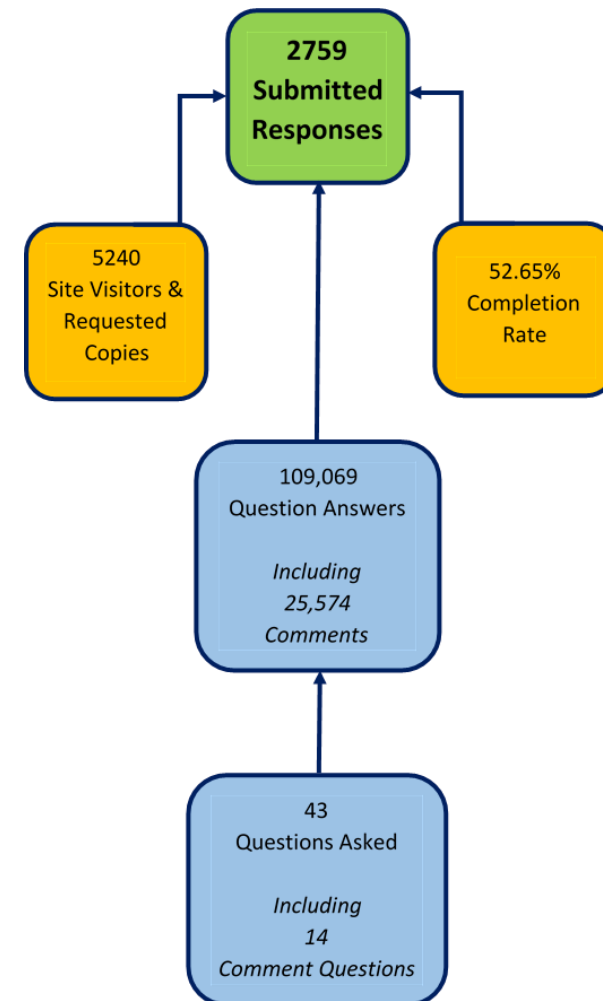 2759
Submitted
Responses
5240
Site Visitors &
Requested
Copies
52.65%
Completion
Rate
109,069
Question Answers
Including
25,574
Comments
43
Questions Asked
Including
14
Comment Questions